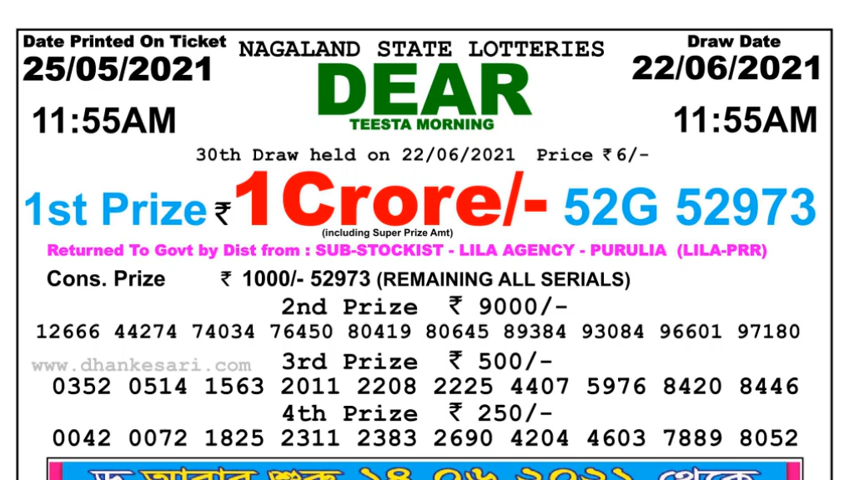 Date Printed On Ticket NAGALAND STATE LOTTERIES Draw Date
25/05/2021 DEAR 22/06/2021
TEESTA MORNING
11:55AM 11:55AM
30th Draw held on 22/06/2021 Price ₹ 6/-
1st Prize ₹ 1Crore/- 52G 52973
(including Super Prize Amt)
Returned To Govt by Dist from : SUB-STOCKIST - LILA AGENCY - PURULIA (LILA-PRR)
Cons. Prize ₹ 1000/- 52973 (REMAINING ALL SERIALS)
2nd Prize ₹ 9000/-
12666 44274 74034 76450 80419 80645 89384 93084 96601 97180
www.dhankesari.com 3rd Prize ₹ 500/-
0352 0514 1563 2011 2208 2225 4407 5976 8420 8446
4th Prize ₹ 250/-
0042 0072 1825 2311 2383 2690 4204 4603 7889 8052
আবার শুরু ১৪.০৬.২০২১ থেকে